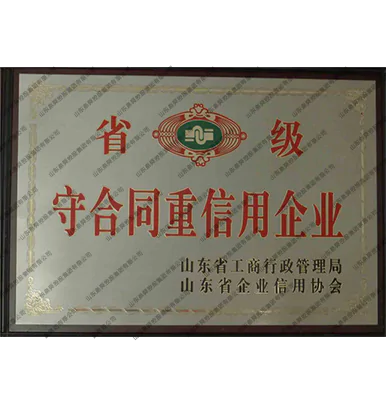 省 级
守合同重信用企业
山东省工商行政管理局
山东省企业信用协会